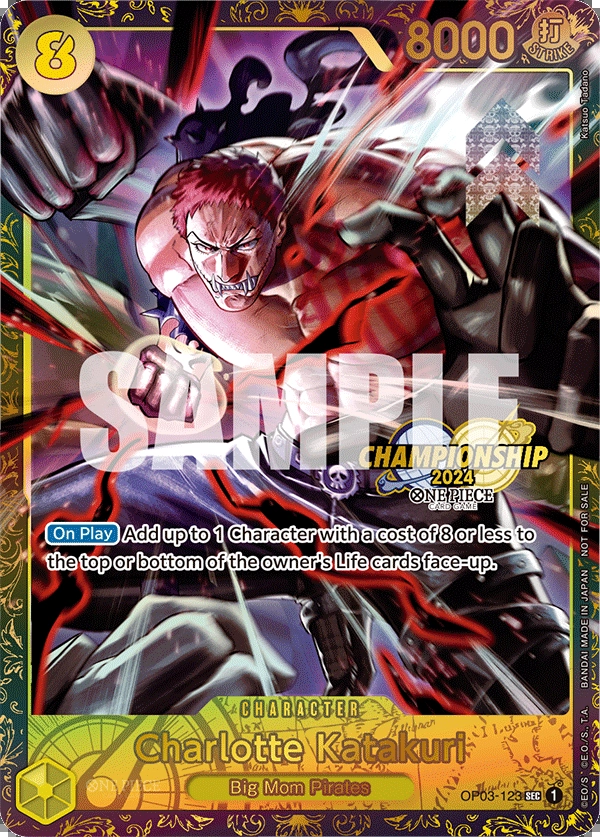 8
8000
打
STRIKE
Katsuo Tadano
SAMPLE
CHAMPIONSHIP
2024
ONE PIECE
CARD GAME
On Play Add up to 1 Character with a cost of 8 or less to
the top or bottom of the owner's Life cards face-up.
©E.O./S. ©E.O./S., T.A. BANDAI MADE IN JAPAN NOT FOR SALE
CHARACTER
Charlotte Katakuri
ONE PIECE
Big Mom Pirates
OP03-123 SEC 1